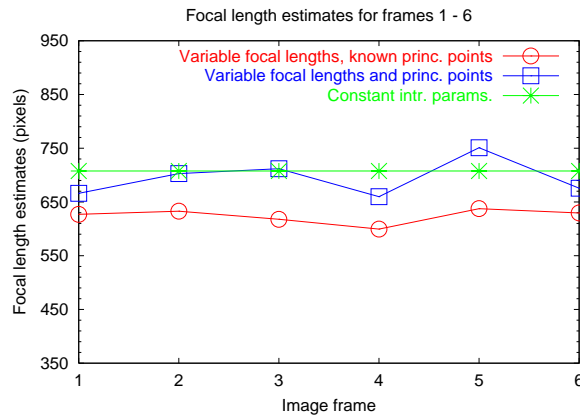 Focal length estimates for frames 1 - 6
Variable focal lengths, known princ. points
Variable focal lengths and princ. points
Constant intr. params.
Focal length estimates (pixels)
950
850
750
650
550
450
350
1 2 3 4 5 6
Image frame